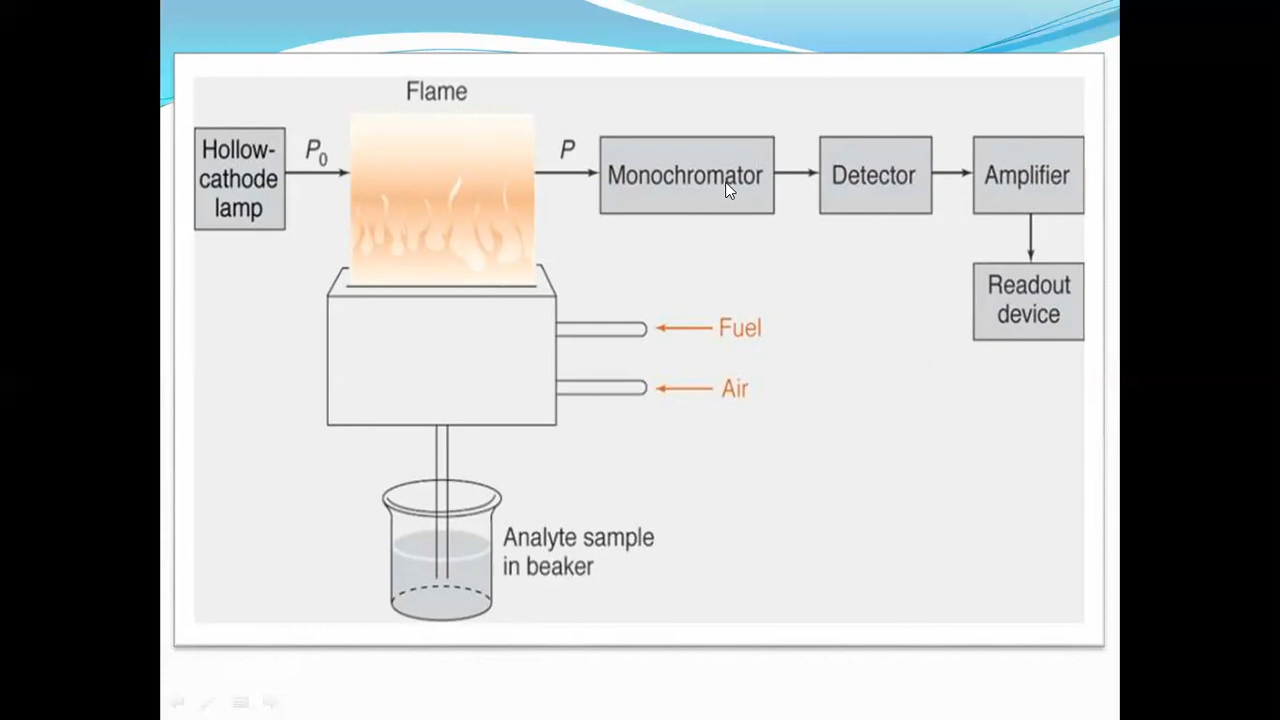 Flame
Hollow-
cathode
lamp
P0
P
Monochromator
Detector
Amplifier
Readout
device
Fuel
Air
Analyte sample
in beaker